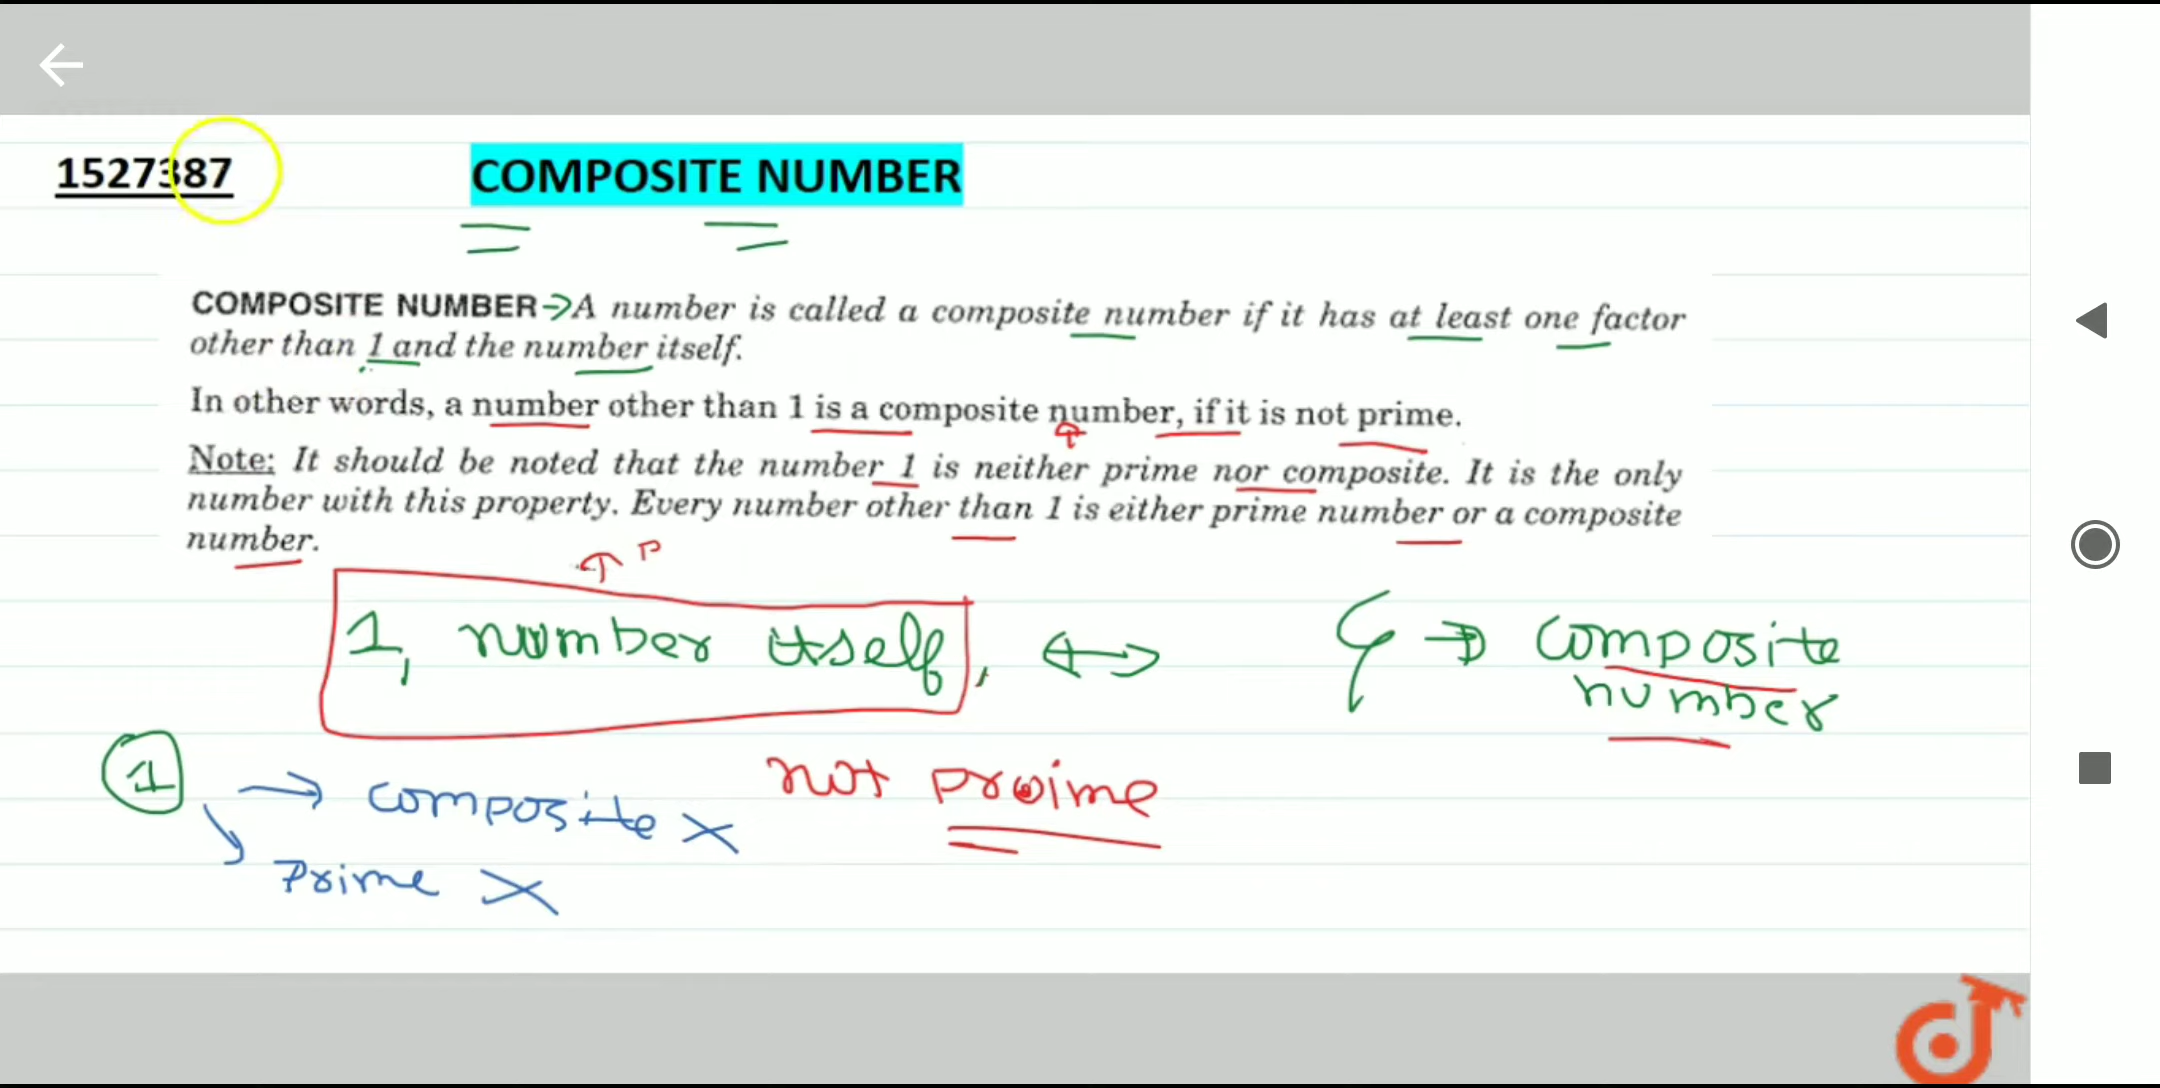 1527387
COMPOSITE NUMBER
COMPOSITE NUMBER→A number is called a composite number if it has at least one factor
other than 1 and the number itself.
In other words, a number other than 1 is a composite number, if it is not prime.
Note: It should be noted that the number 1 is neither prime nor composite. It is the only
number with this property. Every number other than 1 is either prime number or a composite
number.
P
1, number itself, ↔ → composite
number
1 → composite × not prime
Prime ×